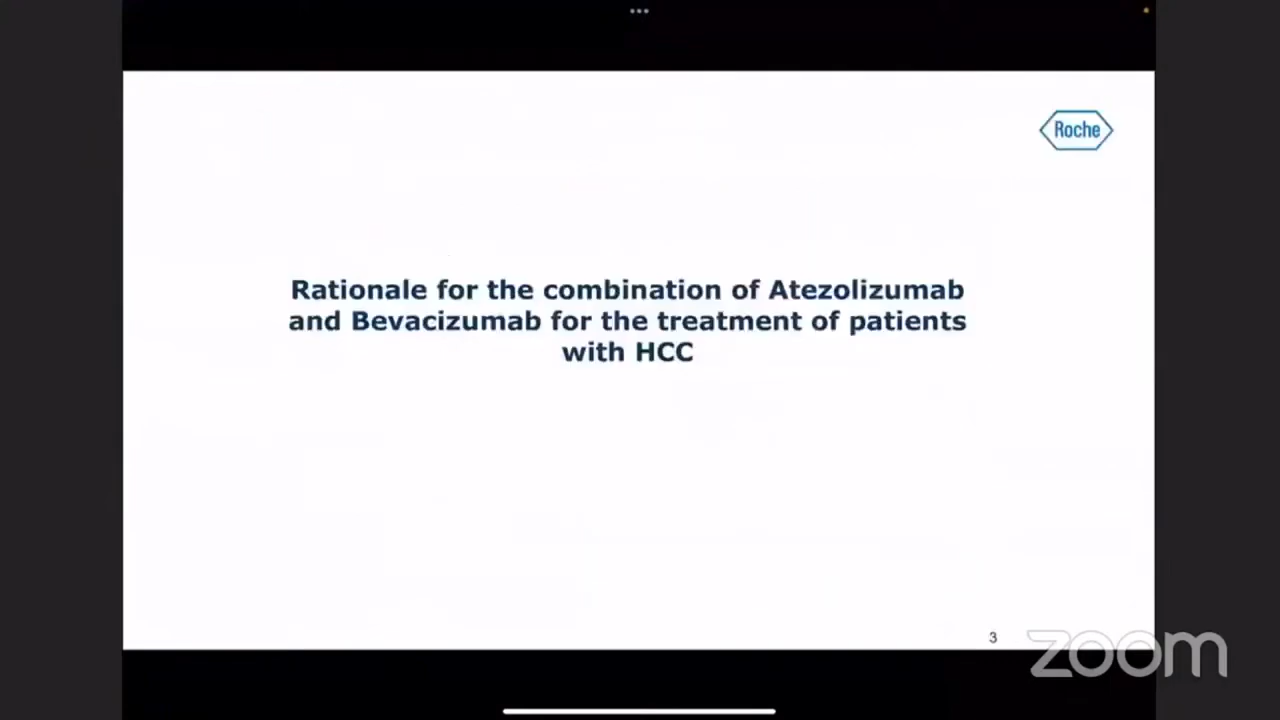 Roche
Rationale for the combination of Atezolizumab
and Bevacizumab for the treatment of patients
with HCC
3
zoom